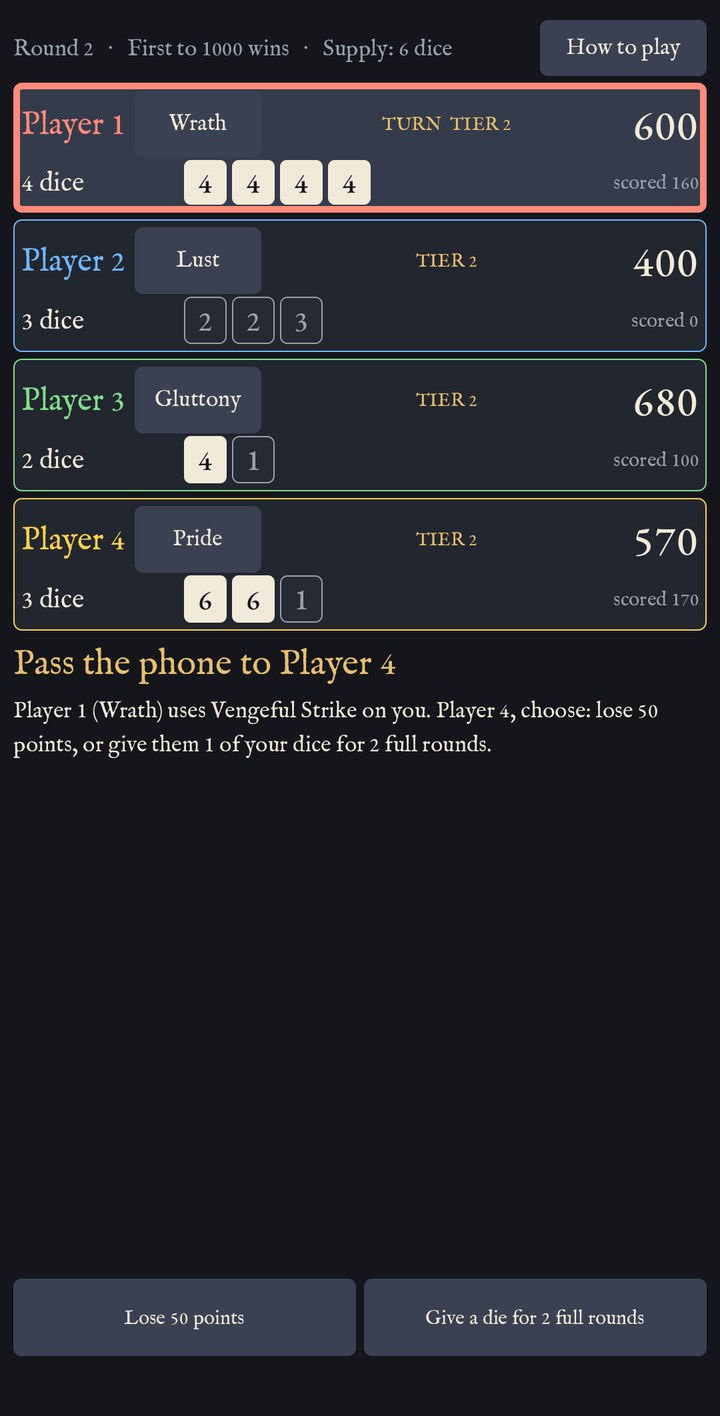 Round 2 · First to 1000 wins · Supply: 6 dice
How to play
Player 1 Wrath TURN TIER 2 600
4 dice 4 4 4 4 scored 160
Player 2 Lust TIER 2 400
3 dice 2 2 3 scored 0
Player 3 Gluttony TIER 2 680
2 dice 4 1 scored 100
Player 4 Pride TIER 2 570
3 dice 6 6 1 scored 170
Pass the phone to Player 4
Player 1 (Wrath) uses Vengeful Strike on you. Player 4, choose: lose 50
points, or give them 1 of your dice for 2 full rounds.
Lose 50 points
Give a die for 2 full rounds